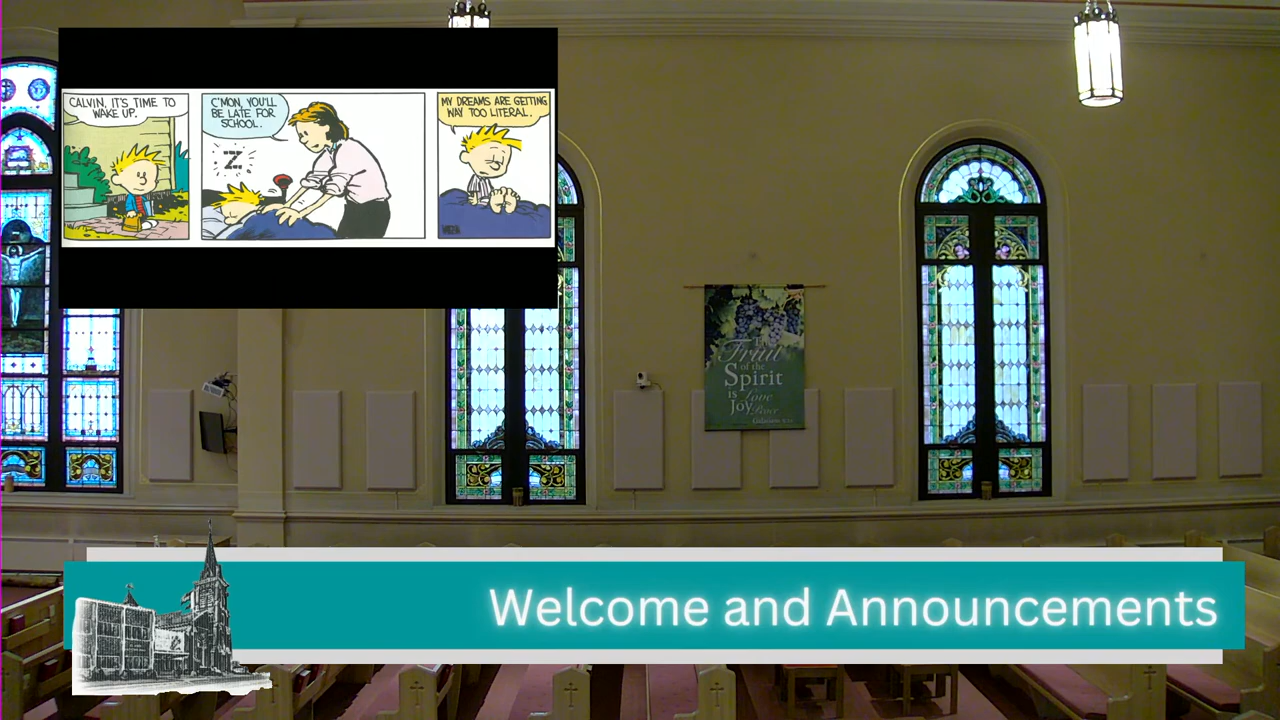 CALVIN, IT'S TIME TO
WAKE UP.
C'MON, YOU'LL
BE LATE FOR
SCHOOL.
Z
MY DREAMS ARE GETTING
WAY TOO LITERAL.
The
Fruit
of the
Spirit
is Love
Joy Peace
Welcome and Announcements